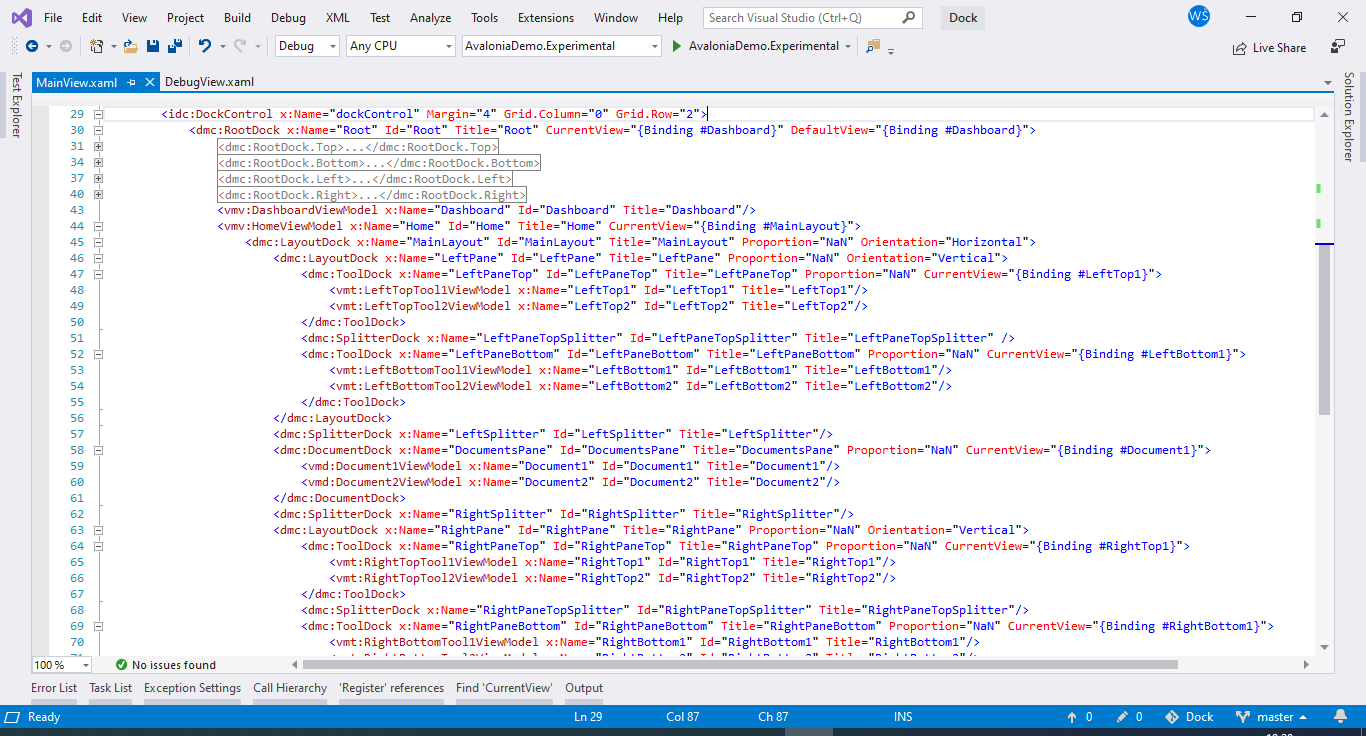 File Edit View Project Build Debug XML Test Analyze Tools Extensions Window Help Search Visual Studio (Ctrl+Q) Dock WS
Debug Any CPU AvaloniaDemo.Experimental AvaloniaDemo.Experimental Live Share
Test Explorer
MainView.xaml DebugView.xaml
Solution Explorer
29 <idc:DockControl x:Name="dockControl" Margin="4" Grid.Column="0" Grid.Row="2">
30 <dmc:RootDock x:Name="Root" Id="Root" Title="Root" CurrentView="{Binding #Dashboard}" DefaultView="{Binding #Dashboard}">
31 <dmc:RootDock.Top>...</dmc:RootDock.Top>
34 <dmc:RootDock.Bottom>...</dmc:RootDock.Bottom>
37 <dmc:RootDock.Left>...</dmc:RootDock.Left>
40 <dmc:RootDock.Right>...</dmc:RootDock.Right>
43 <vmv:DashboardViewModel x:Name="Dashboard" Id="Dashboard" Title="Dashboard"/>
44 <vmv:HomeViewModel x:Name="Home" Id="Home" Title="Home" CurrentView="{Binding #MainLayout}">
45 <dmc:LayoutDock x:Name="MainLayout" Id="MainLayout" Title="MainLayout" Proportion="NaN" Orientation="Horizontal">
46 <dmc:LayoutDock x:Name="LeftPane" Id="LeftPane" Title="LeftPane" Proportion="NaN" Orientation="Vertical">
47 <dmc:ToolDock x:Name="LeftPaneTop" Id="LeftPaneTop" Title="LeftPaneTop" Proportion="NaN" CurrentView="{Binding #LeftTop1}">
48 <vmt:LeftTopTool1ViewModel x:Name="LeftTop1" Id="LeftTop1" Title="LeftTop1"/>
49 <vmt:LeftTopTool2ViewModel x:Name="LeftTop2" Id="LeftTop2" Title="LeftTop2"/>
50 </dmc:ToolDock>
51 <dmc:SplitterDock x:Name="LeftPaneTopSplitter" Id="LeftPaneTopSplitter" Title="LeftPaneTopSplitter" />
52 <dmc:ToolDock x:Name="LeftPaneBottom" Id="LeftPaneBottom" Title="LeftPaneBottom" Proportion="NaN" CurrentView="{Binding #LeftBottom1}">
53 <vmt:LeftBottomTool1ViewModel x:Name="LeftBottom1" Id="LeftBottom1" Title="LeftBottom1"/>
54 <vmt:LeftBottomTool2ViewModel x:Name="LeftBottom2" Id="LeftBottom2" Title="LeftBottom2"/>
55 </dmc:ToolDock>
56 </dmc:LayoutDock>
57 <dmc:SplitterDock x:Name="LeftSplitter" Id="LeftSplitter" Title="LeftSplitter"/>
58 <dmc:DocumentDock x:Name="DocumentsPane" Id="DocumentsPane" Title="DocumentsPane" Proportion="NaN" CurrentView="{Binding #Document1}">
59 <vmd:Document1ViewModel x:Name="Document1" Id="Document1" Title="Document1"/>
60 <vmd:Document2ViewModel x:Name="Document2" Id="Document2" Title="Document2"/>
61 </dmc:DocumentDock>
62 <dmc:SplitterDock x:Name="RightSplitter" Id="RightSplitter" Title="RightSplitter"/>
63 <dmc:LayoutDock x:Name="RightPane" Id="RightPane" Title="RightPane" Proportion="NaN" Orientation="Vertical">
64 <dmc:ToolDock x:Name="RightPaneTop" Id="RightPaneTop" Title="RightPaneTop" Proportion="NaN" CurrentView="{Binding #RightTop1}">
65 <vmt:RightTopTool1ViewModel x:Name="RightTop1" Id="RightTop1" Title="RightTop1"/>
66 <vmt:RightTopTool2ViewModel x:Name="RightTop2" Id="RightTop2" Title="RightTop2"/>
67 </dmc:ToolDock>
68 <dmc:SplitterDock x:Name="RightPaneTopSplitter" Id="RightPaneTopSplitter" Title="RightPaneTopSplitter"/>
69 <dmc:ToolDock x:Name="RightPaneBottom" Id="RightPaneBottom" Title="RightPaneBottom" Proportion="NaN" CurrentView="{Binding #RightBottom1}">
70 <vmt:RightBottomTool1ViewModel x:Name="RightBottom1" Id="RightBottom1" Title="RightBottom1"/>
100 % No issues found
Error List Task List Exception Settings Call Hierarchy 'Register' references Find 'CurrentView' Output
Ready Ln 29 Col 87 Ch 87 INS 0 0 Dock master